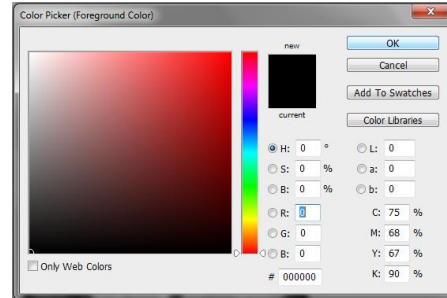 Color Picker (Foreground Color)
new
current
OK
Cancel
Add To Swatches
Color Libraries
H: 0 °
L: 0
S: 0 %
a: 0
B: 0 %
b: 0
R: 0
C: 75 %
G: 0
M: 68 %
B: 0
Y: 67 %
# 000000
K: 90 %
Only Web Colors